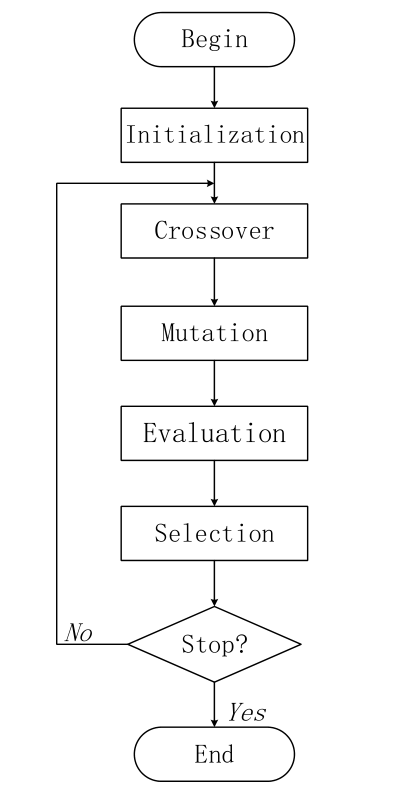 Begin
Initialization
Crossover
Mutation
Evaluation
Selection
Stop?
No
Yes
End